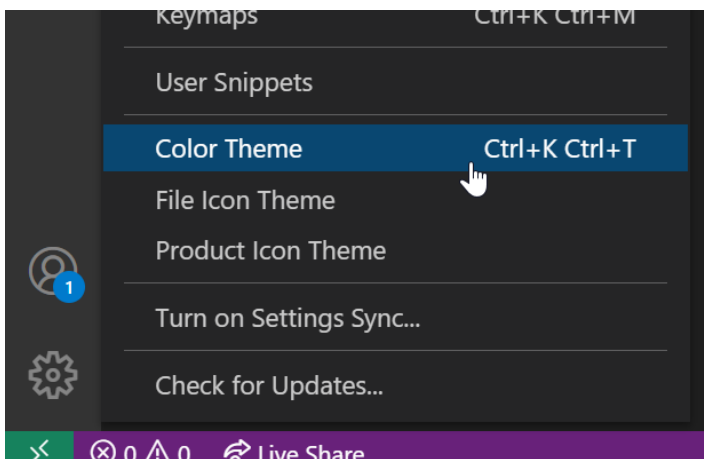 Keymaps Ctrl+K Ctrl+M
User Snippets
Color Theme Ctrl+K Ctrl+T
File Icon Theme
Product Icon Theme
1
Turn on Settings Sync...
Check for Updates...
0 0 Live Share